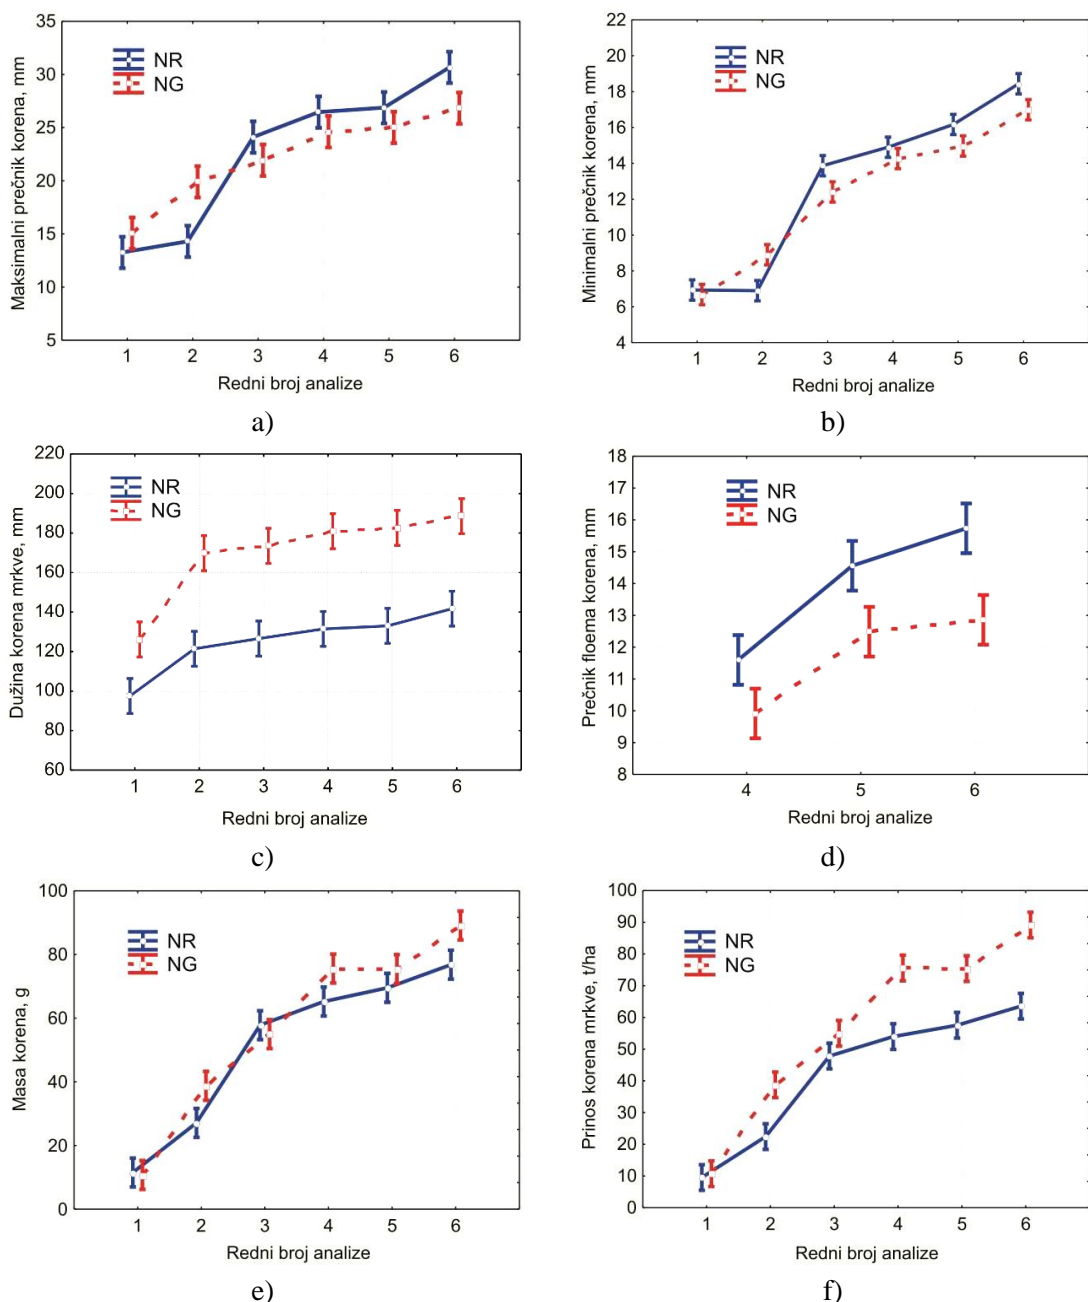 35
30
25
20
15
10
5
Maksimalni prečnik korena, mm
NR
NG
1 2 3 4 5 6
Redni broj analize
a)
22
20
18
16
14
12
10
8
6
4
Minimalni prečnik korena, mm
NR
NG
1 2 3 4 5 6
Redni broj analize
b)
220
200
180
160
140
120
100
80
60
Dužina korena mrkve, mm
NR
NG
1 2 3 4 5 6
Redni broj analize
c)
18
17
16
15
14
13
12
11
10
9
8
Prečnik floema korena, mm
NR
NG
4 5 6
Redni broj analize
d)
100
80
60
40
20
0
Masa korena, g
NR
NG
1 2 3 4 5 6
Redni broj analize
e)
100
90
80
70
60
50
40
30
20
10
0
Prinos korena mrkve, t/ha
NR
NG
1 2 3 4 5 6
Redni broj analize
f)